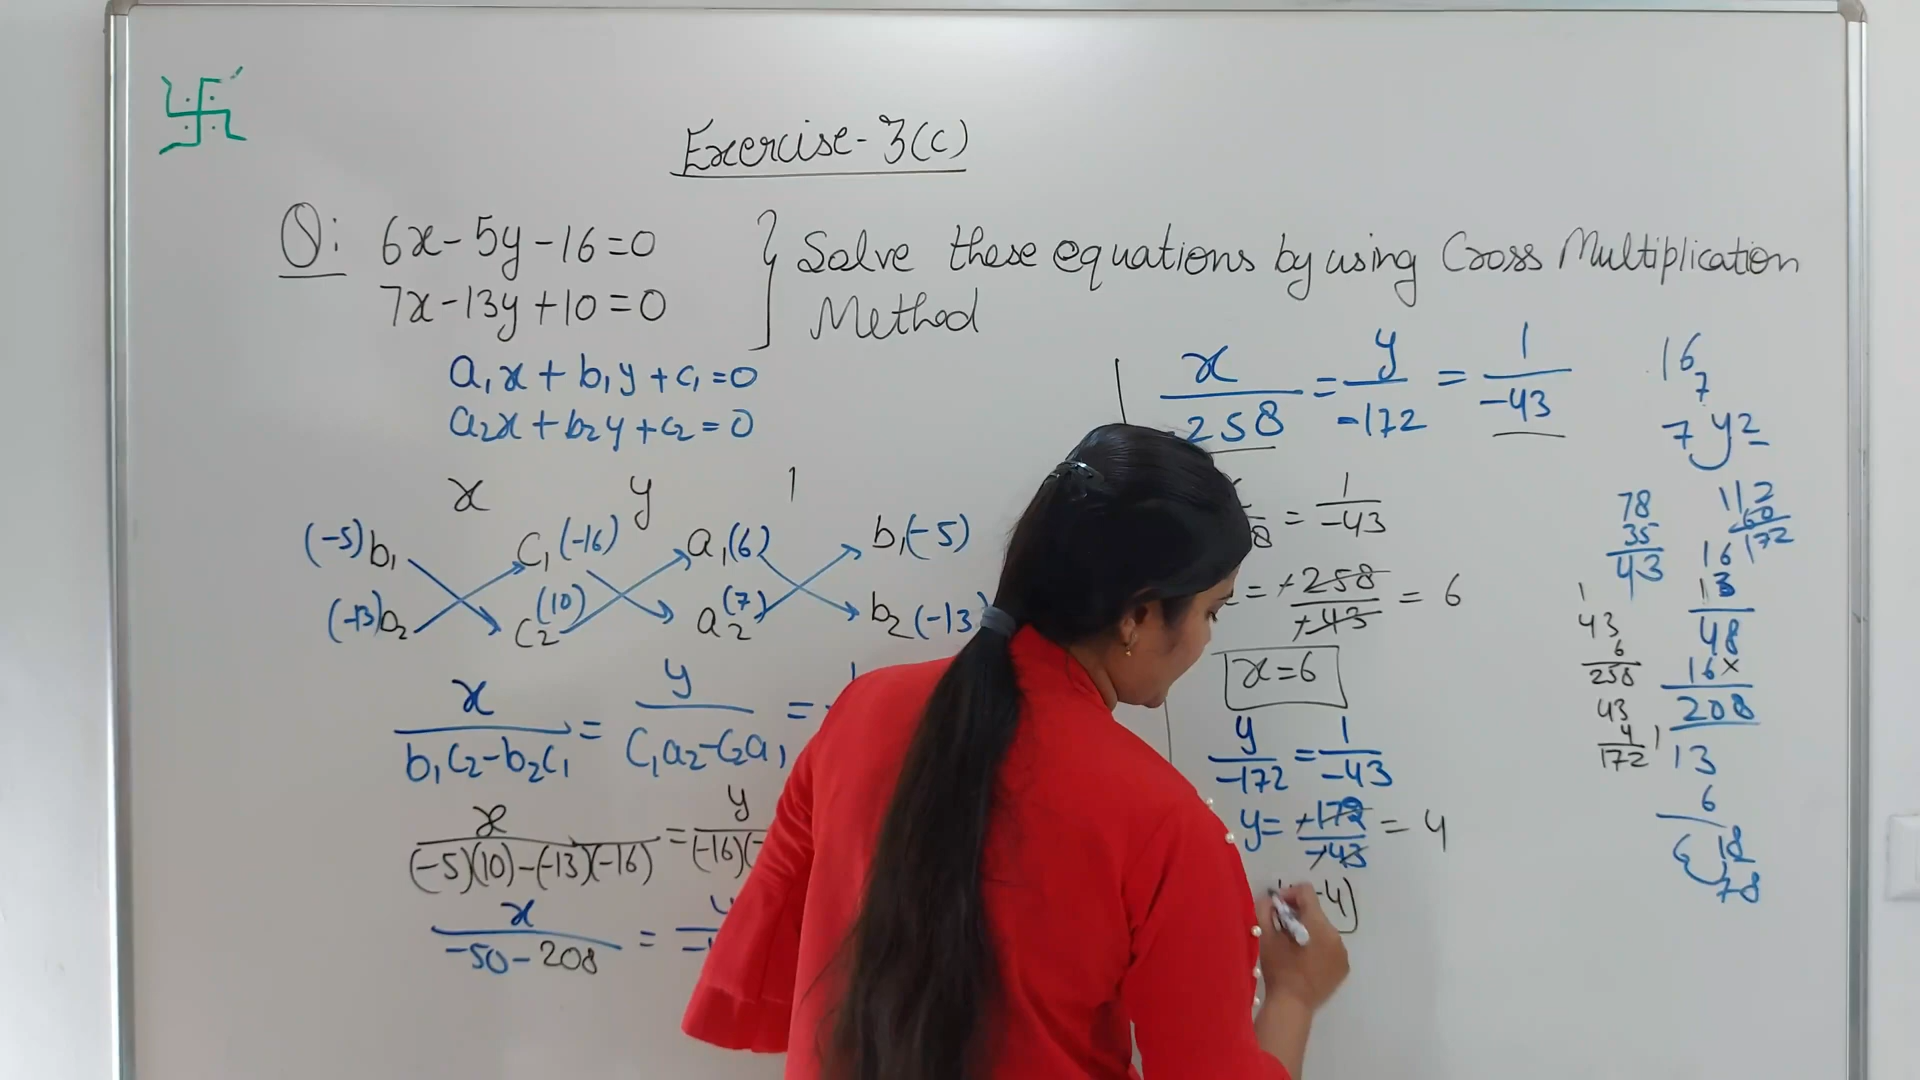 Exercise-3(c)
Q: 6x-5y-16=0
7x-13y+10=0
} Solve these equations by using Cross Multiplication
Method
a₁x+b₁y+c₁=0
a₂x+b₂y+c₂=0
x y 1
(-5)b₁ c₁(-16) a₁(6) b₁(-5)
(-13)a₂ c₂(10) a₂(7) b₂(-13)
x/(b₁c₂-b₂c₁) = y/(c₁a₂-c₂a₁) =
x/((-5)(10)-(-13)(-16)) = y/(-16)(-
x/(-50-208) =
x/-258 = y/-172 = 1/-43
= 1/-43
= +258/+43 = 6
x=6
y/-172 = 1/-43
y= +172/+43 = 4
4)
16
7
7 y2
78
35
43
112
60
172
16
13
48
16×
208
1
43
6
258
43
4
172
1
13
6
18
78